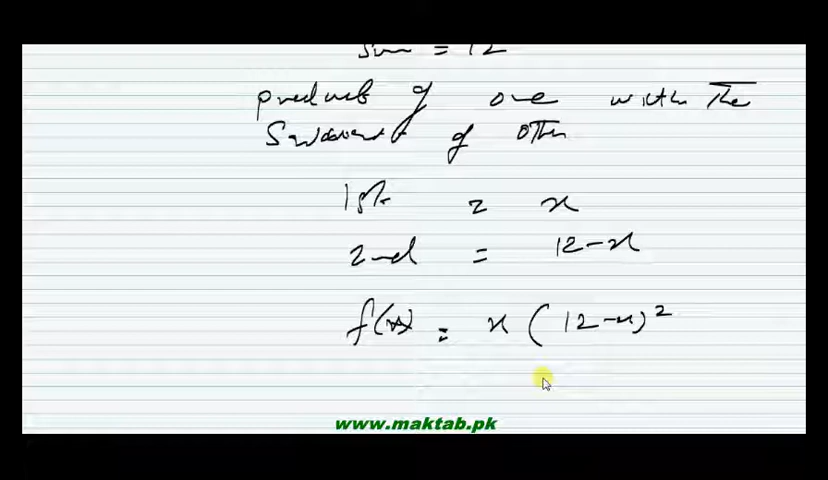 Sum = 12
product of one with the
Square of other
1st = x
2nd = 12-x
f(x) = x(12-x)²
www.maktab.pk